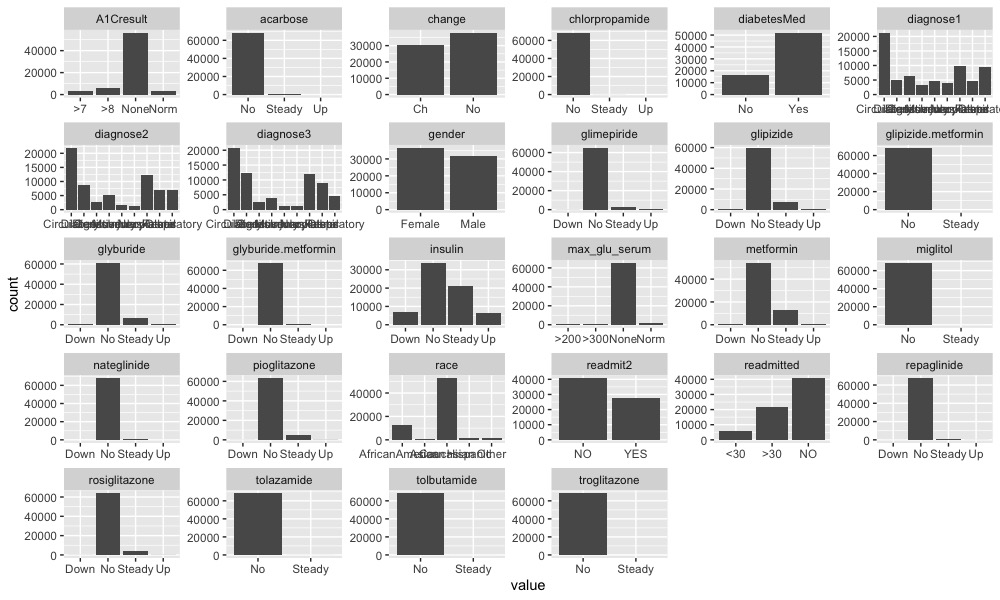 A1Cresult acarbose change chlorpropamide diabetesMed diagnose1
40000 20000 0 60000 40000 20000 0 30000 20000 10000 0 60000 40000 20000 0 50000 40000 30000 20000 10000 0 20000 15000 10000 5000 0
>7 >8 None Norm No Steady Up Ch No No Steady Up No Yes
diagnose2 diagnose3 gender glimepiride glipizide glipizide.metformin
20000 15000 10000 5000 0 20000 15000 10000 5000 0 30000 20000 10000 0 60000 40000 20000 0 60000 40000 20000 0 60000 40000 20000 0
Female Male Down No Steady Up Down No Steady Up No Steady
glyburide glyburide.metformin insulin max_glu_serum metformin miglitol
60000 40000 20000 0 60000 40000 20000 0 30000 20000 10000 0 60000 40000 20000 0 40000 20000 0 60000 40000 20000 0
Down No Steady Up Down No Steady Up Down No Steady Up >200 >300 None Norm Down No Steady Up No Steady
nateglinide pioglitazone race readmit2 readmitted repaglinide
60000 40000 20000 0 60000 40000 20000 0 40000 20000 0 40000 30000 20000 10000 0 40000 30000 20000 10000 0 60000 40000 20000 0
Down No Steady Up Down No Steady Up Other NO YES <30 >30 NO Down No Steady Up
rosiglitazone tolazamide tolbutamide troglitazone
60000 40000 20000 0 60000 40000 20000 0 60000 40000 20000 0 60000 40000 20000 0
Down No Steady Up No Steady No Steady No Steady
count
value